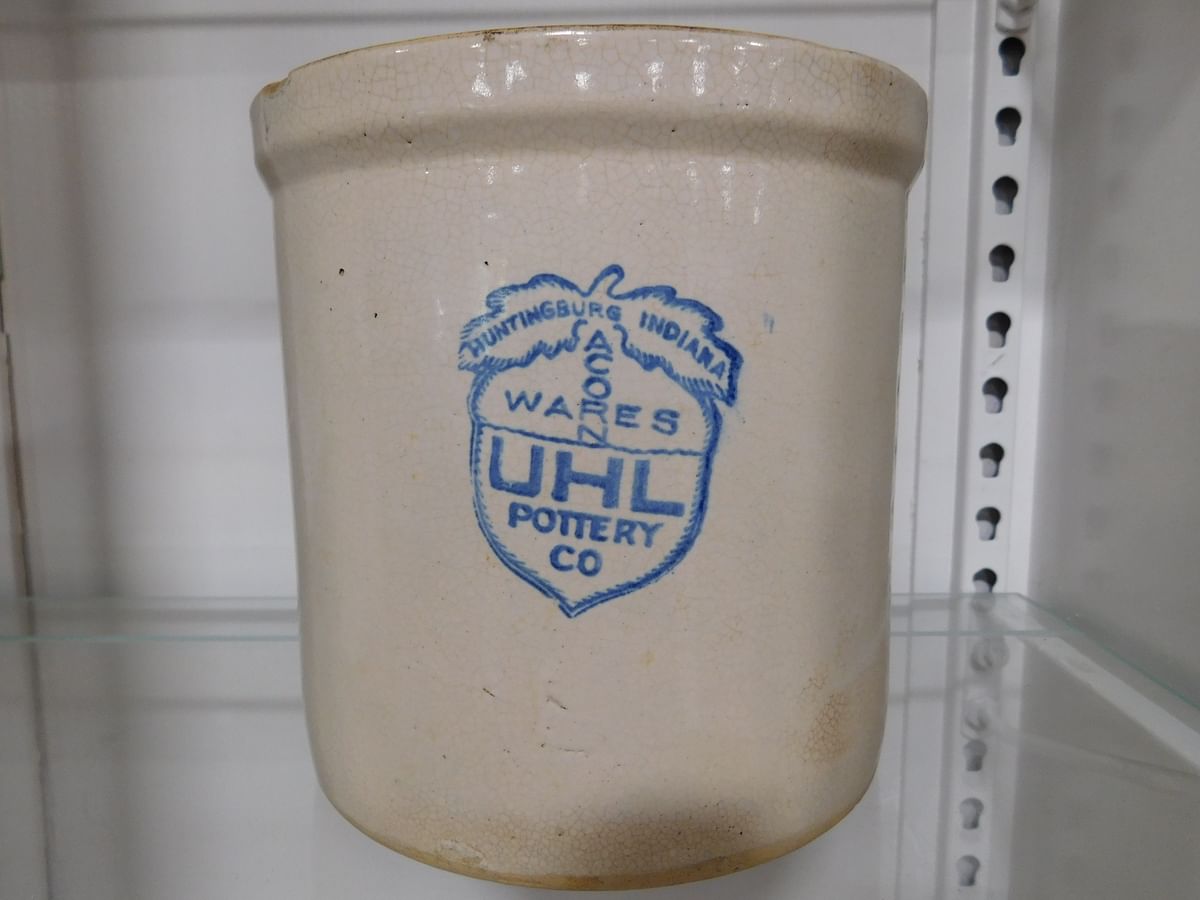 HUNTINGBURG INDIANA
ACORN
WARES
UHL
POTTERY
CO